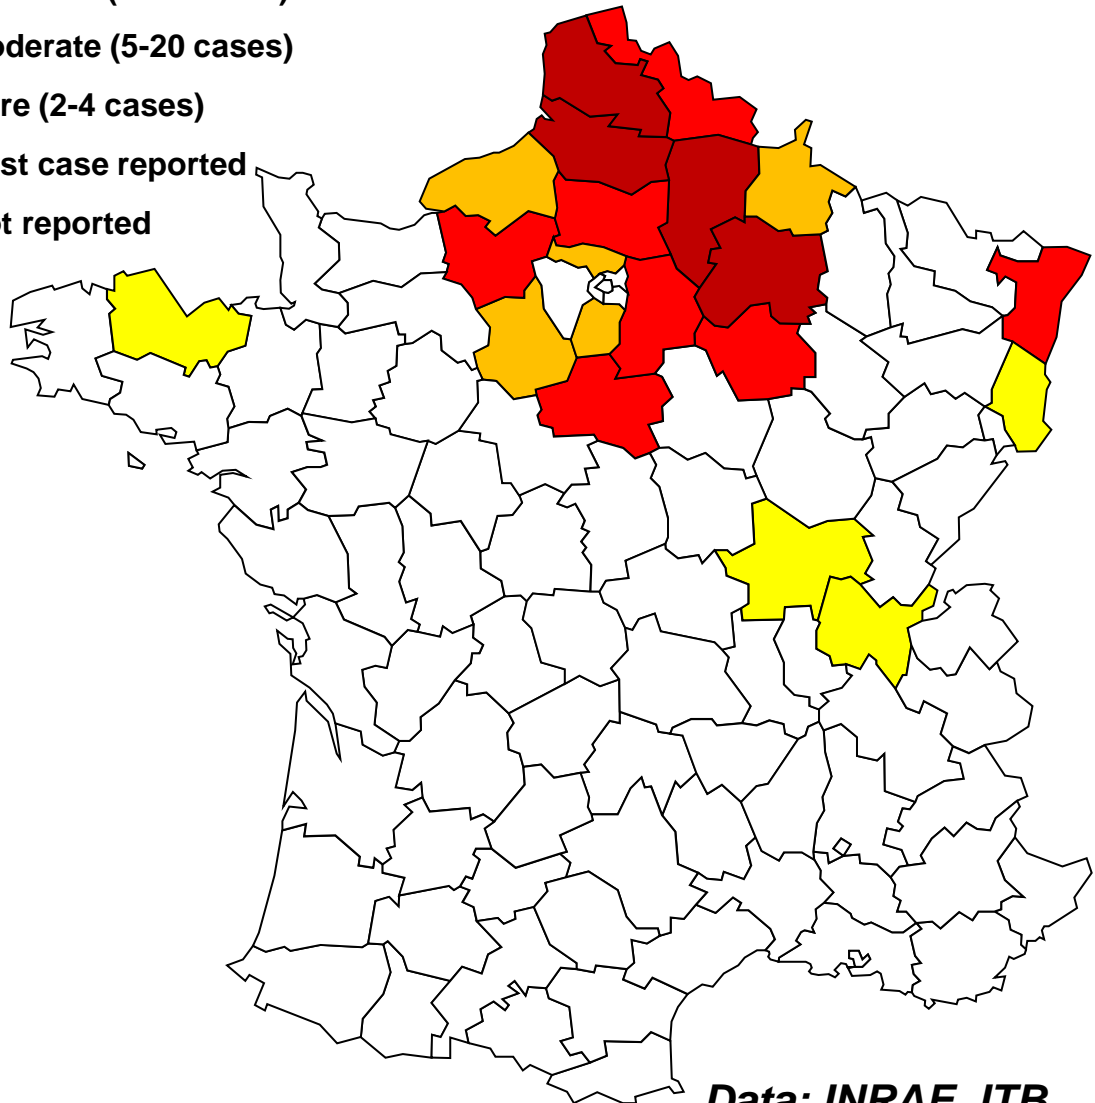 oderate (5-20 cases)
re (2-4 cases)
st case reported
t reported
Data: INRAE, ITB